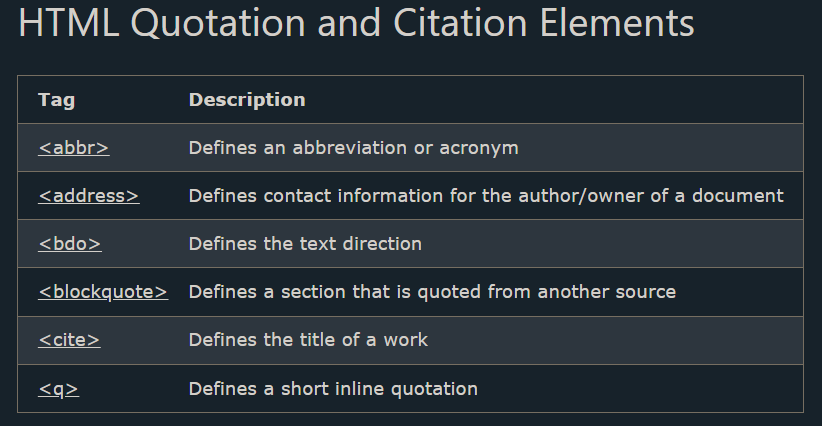 HTML Quotation and Citation Elements
Tag Description
<abbr> Defines an abbreviation or acronym
<address> Defines contact information for the author/owner of a document
<bdo> Defines the text direction
<blockquote> Defines a section that is quoted from another source
<cite> Defines the title of a work
<q> Defines a short inline quotation